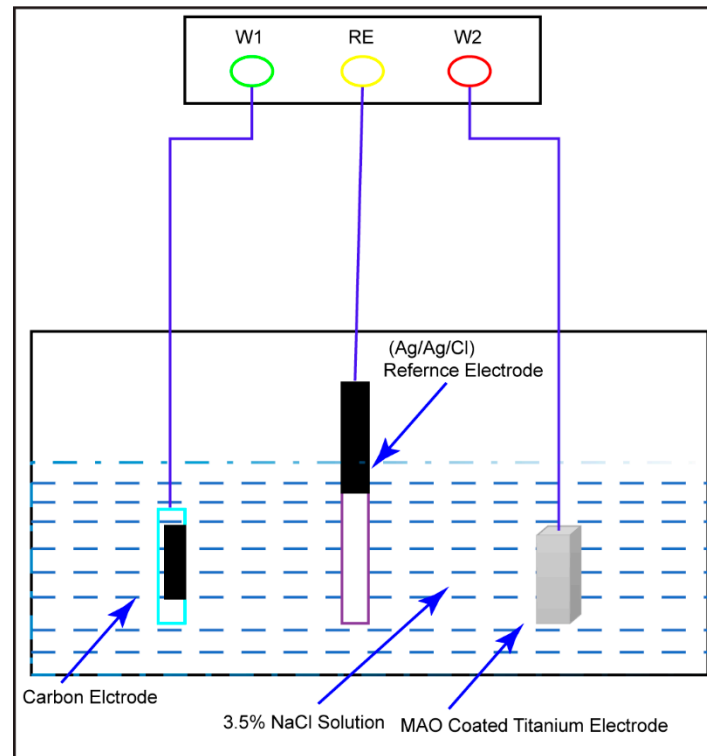 W1
RE
W2
(Ag/Ag/Cl)
Refernce Electrode
Carbon Elctrode
3.5% NaCl Solution
MAO Coated Titanium Electrode